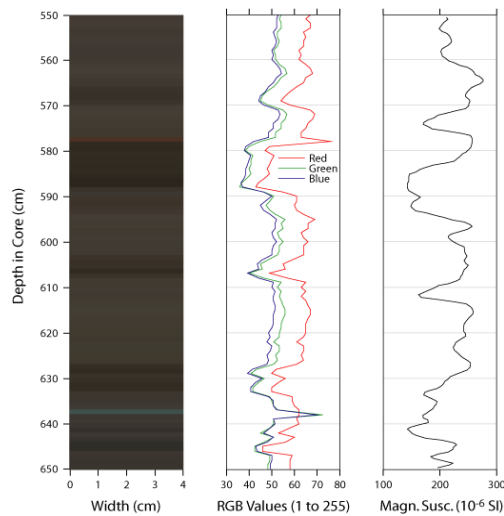 Depth in Core (cm)
550
560
570
580
590
600
610
620
630
640
650
0 1 2 3 4
Width (cm)
Red
Green
Blue
30 40 50 60 70 80
RGB Values (1 to 255)
100 200 300
Magn. Susc. (10-6 SJ)